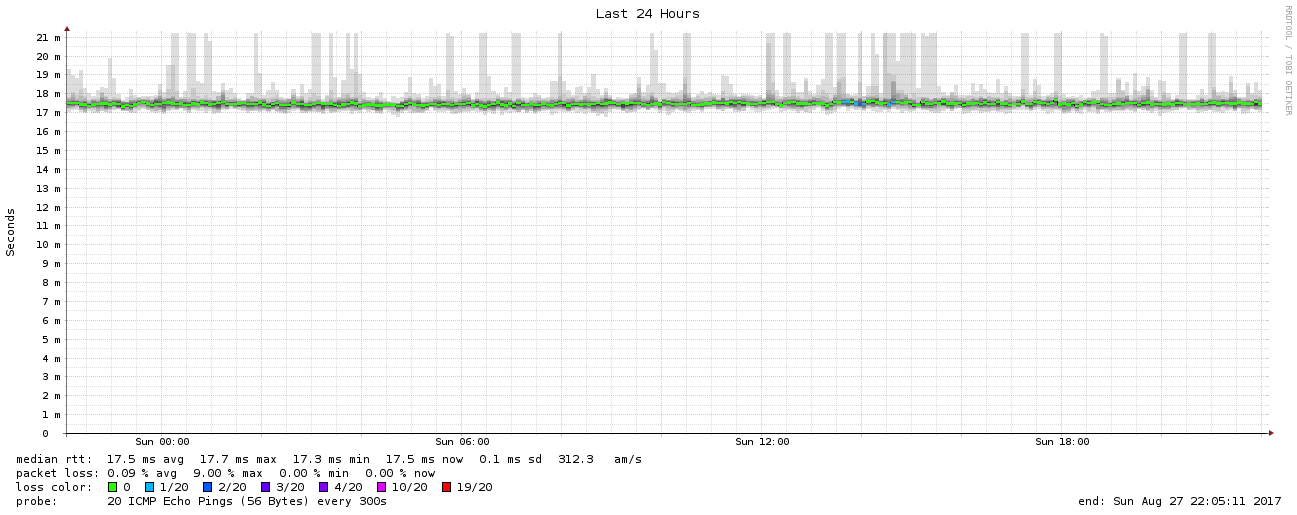 Last 24 Hours
RRDTOOL / TOBI OETIKER
Seconds
21 m
20 m
19 m
18 m
17 m
16 m
15 m
14 m
13 m
12 m
11 m
10 m
9 m
8 m
7 m
6 m
5 m
4 m
3 m
2 m
1 m
0
Sun 00:00 Sun 06:00 Sun 12:00 Sun 18:00
median rtt: 17.5 ms avg 17.7 ms max 17.3 ms min 17.5 ms now 0.1 ms sd 312.3 am/s
packet loss: 0.09 % avg 9.00 % max 0.00 % min 0.00 % now
loss color: 0 1/20 2/20 3/20 4/20 10/20 19/20
probe: 20 ICMP Echo Pings (56 Bytes) every 300s end: Sun Aug 27 22:05:11 2017